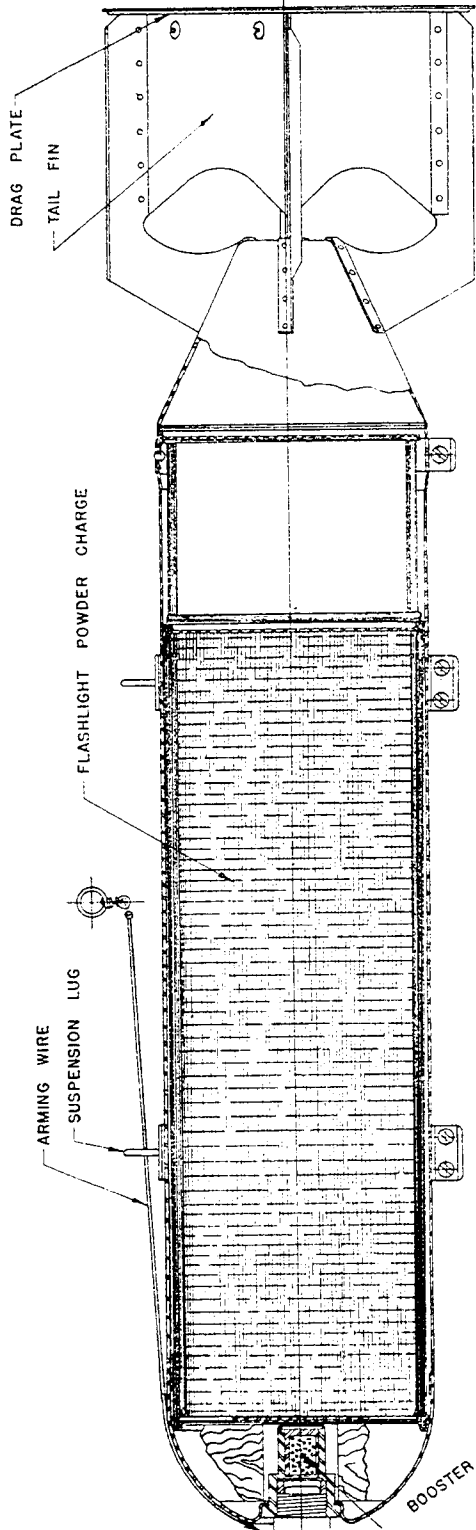 DRAG PLATE
TAIL FIN
FLASHLIGHT POWDER CHARGE
ARMING WIRE
SUSPENSION LUG
BOOSTER